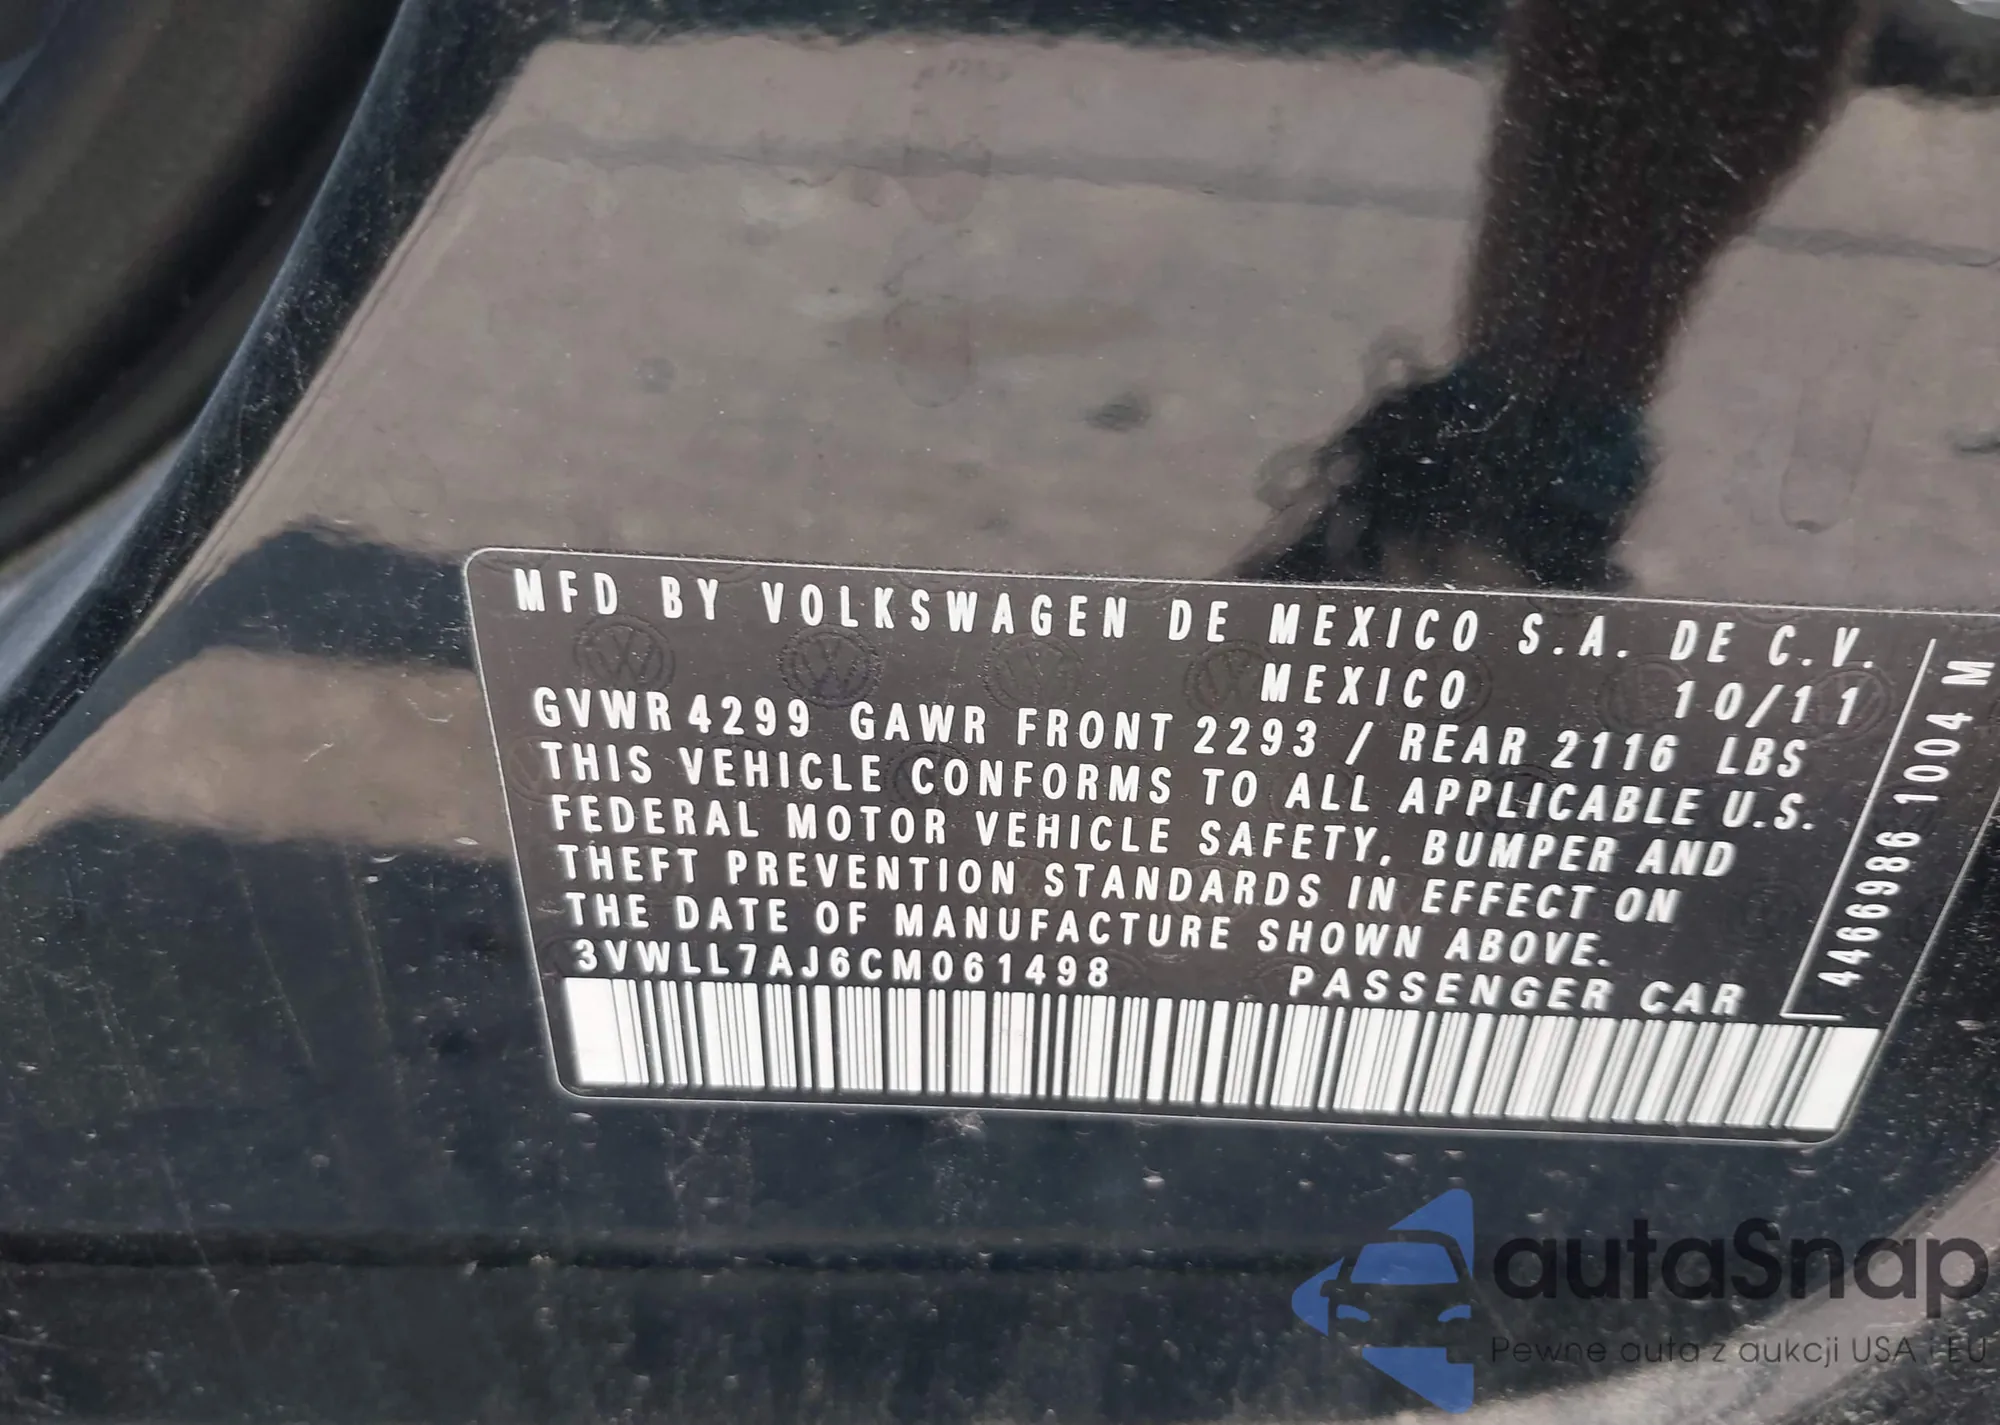 MFD BY VOLKSWAGEN DE MEXICO S.A. DE C.V.
MEXICO 10/11
GVWR 4299 GAWR FRONT 2293 / REAR 2116 LBS
THIS VEHICLE CONFORMS TO ALL APPLICABLE U.S.
FEDERAL MOTOR VEHICLE SAFETY, BUMPER AND
THEFT PREVENTION STANDARDS IN EFFECT ON
THE DATE OF MANUFACTURE SHOWN ABOVE.
3VWLL7AJ6CM061498 PASSENGER CAR
4466986 1004 M
autaSnap
Pewne auta z aukcji USA i EU